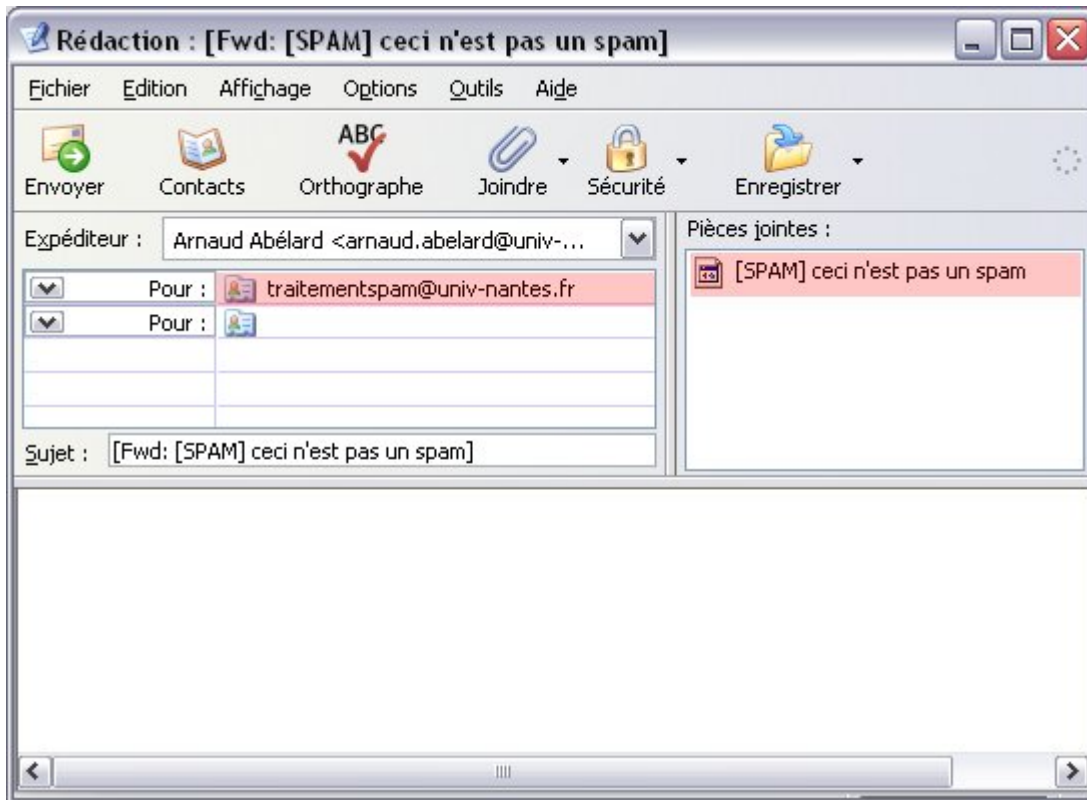 Rédaction : [Fwd: [SPAM] ceci n'est pas un spam]
Fichier Edition Affichage Options Outils Aide
ABC
Envoyer Contacts Orthographe Joindre Sécurité Enregistrer
Expéditeur : Arnaud Abélard <arnaud.abelard@univ-...
Pour : traitementspam@univ-nantes.fr
Pour :
Sujet : [Fwd: [SPAM] ceci n'est pas un spam]
Pièces jointes :
[SPAM] ceci n'est pas un spam